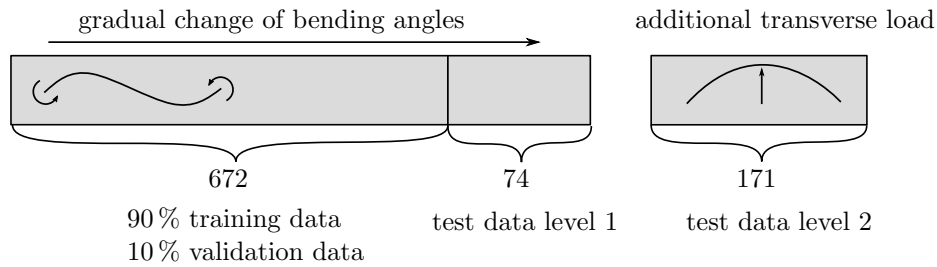 gradual change of bending angles
additional transverse load
672
74
171
90 % training data
10 % validation data
test data level 1
test data level 2